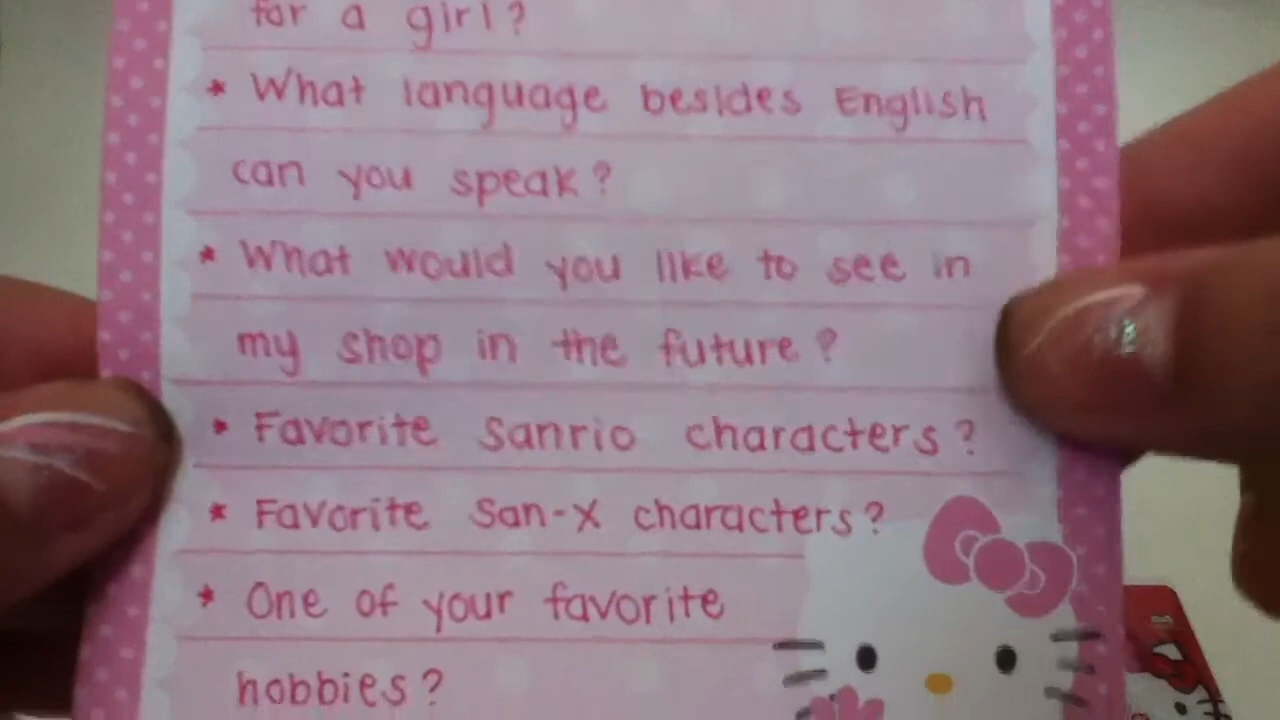 for a girl?
* What language besides English
can you speak?
* What would you like to see in
my shop in the future?
* Favorite Sanrio characters?
* Favorite San-X characters?
* One of your favorite
hobbies?